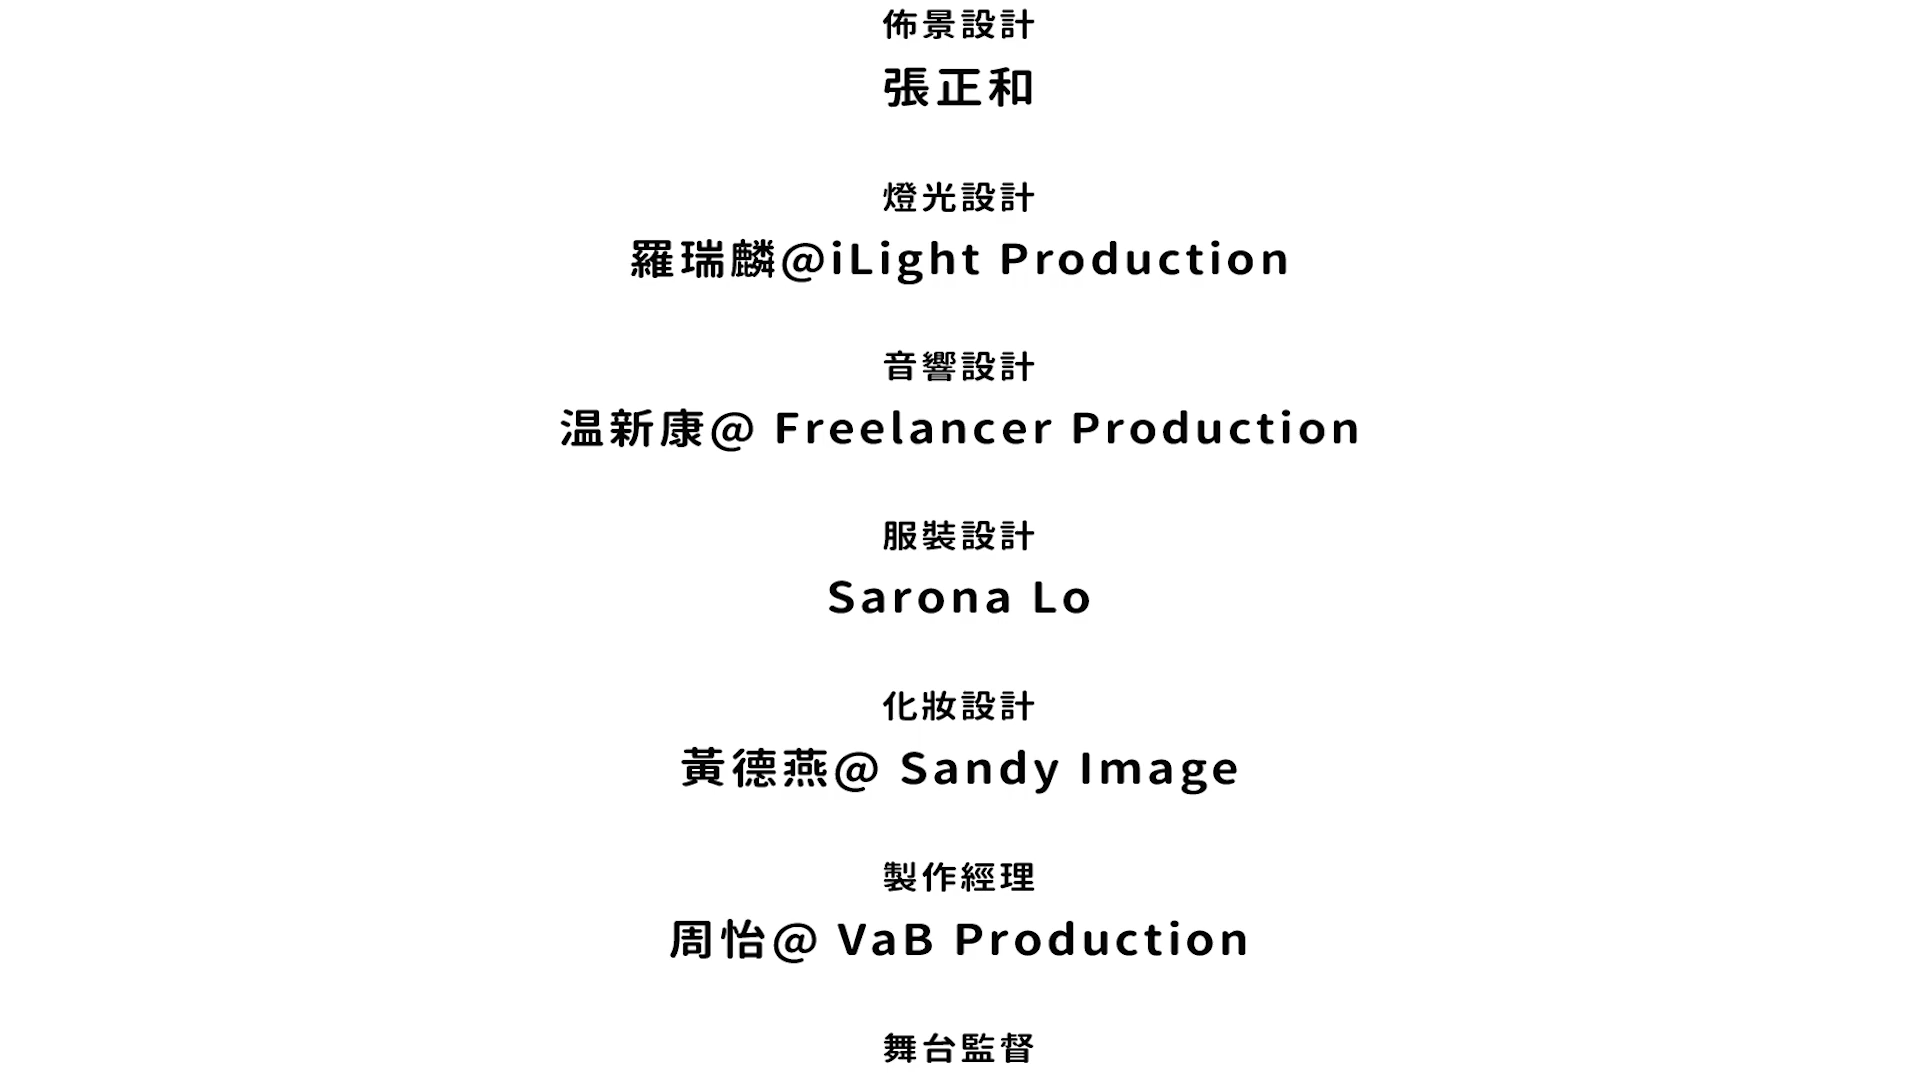 佈景設計
張正和
燈光設計
羅瑞麟@iLight Production
音響設計
温新康@ Freelancer Production
服裝設計
Sarona Lo
化妝設計
黃德燕@ Sandy Image
製作經理
周怡@ VaB Production
舞台監督